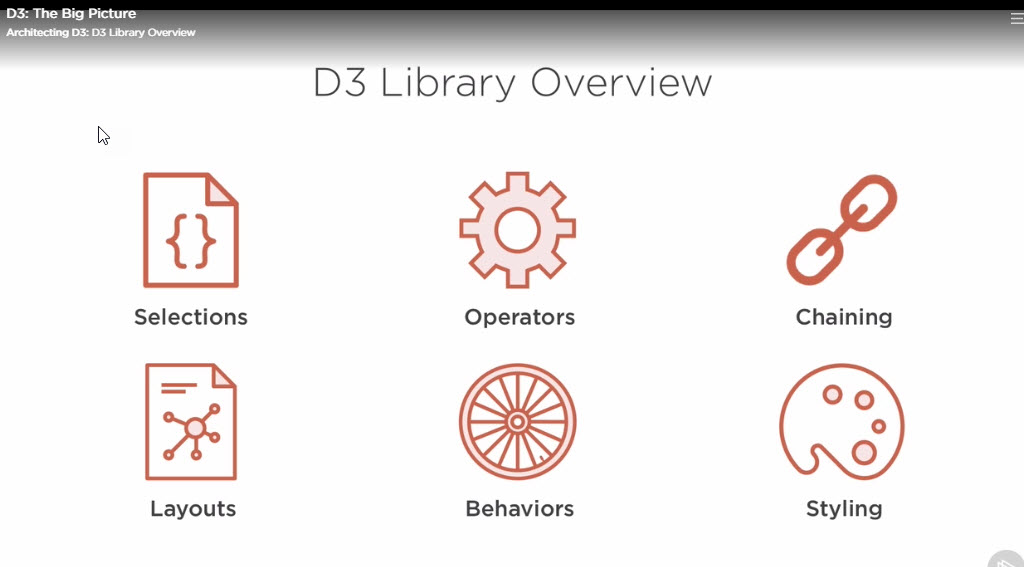 D3: The Big Picture
Architecting D3: D3 Library Overview
D3 Library Overview
{ }
Selections
Operators
Chaining
Layouts
Behaviors
Styling